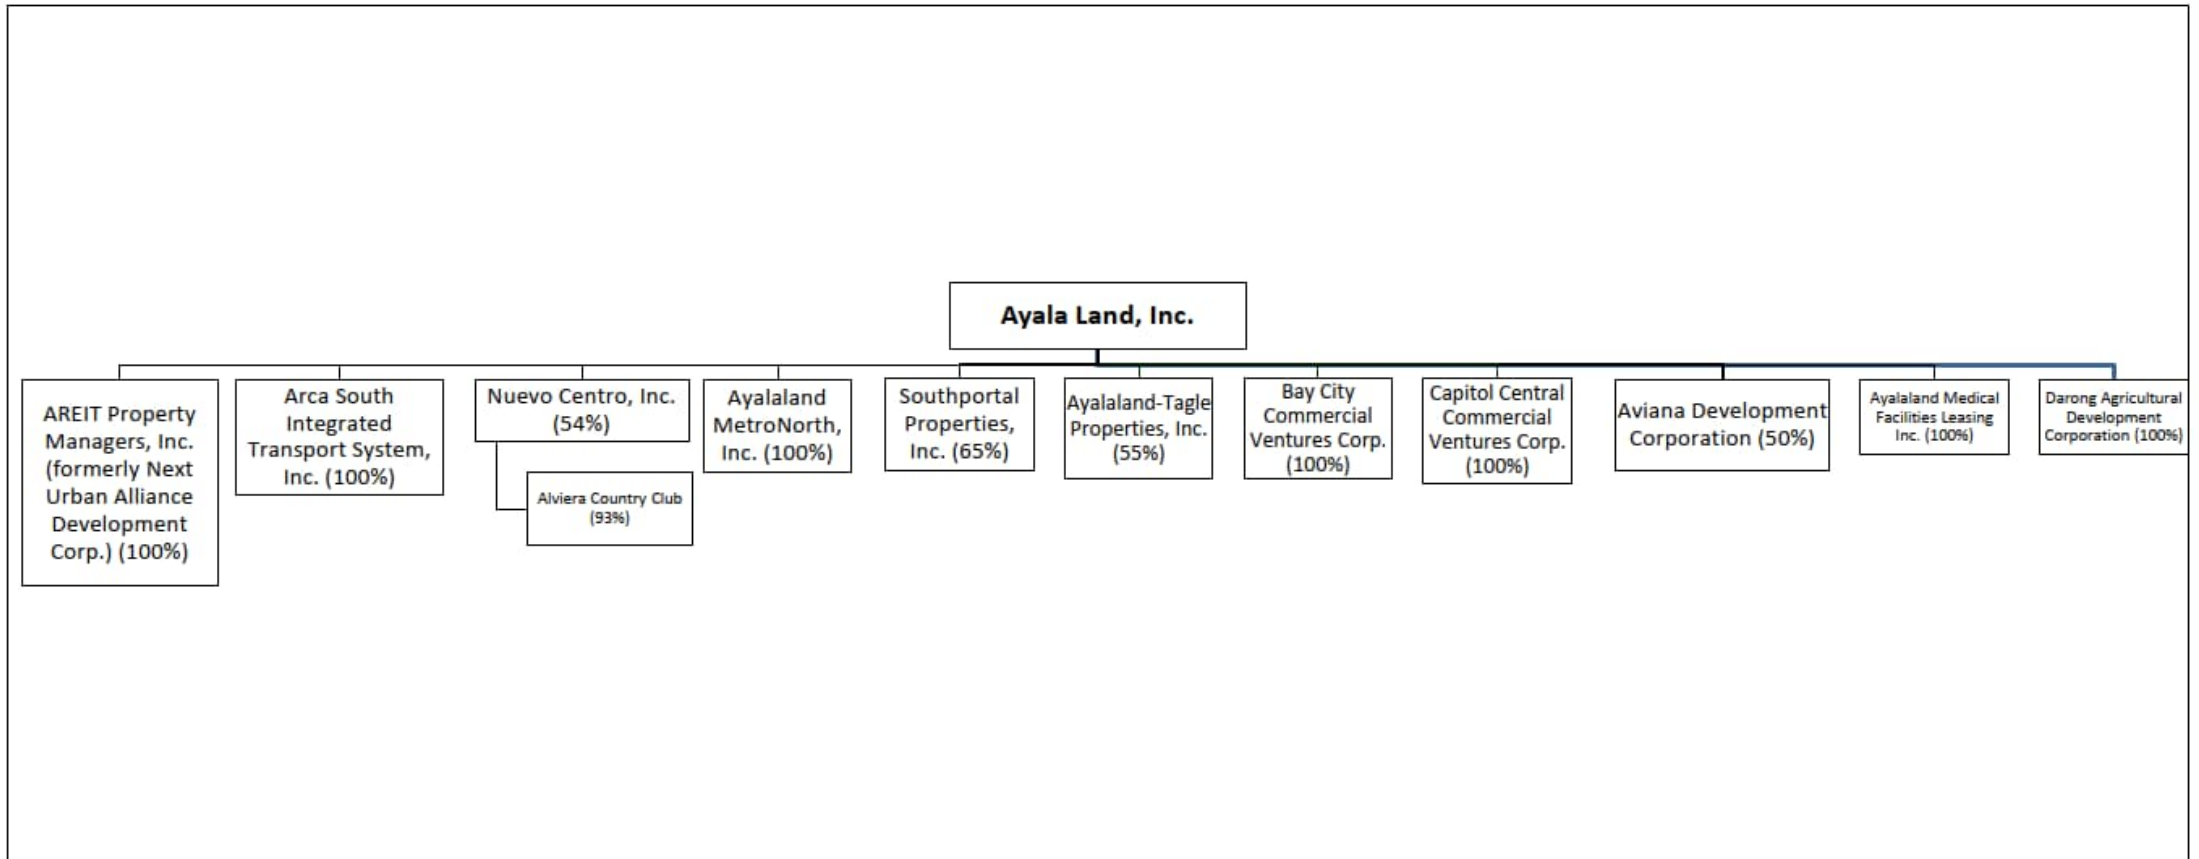 Ayala Land, Inc.
AREIT Property
Managers, Inc.
(formerly Next
Urban Alliance
Development
Corp.) (100%)
Arca South
Integrated
Transport System,
Inc. (100%)
Nuevo Centro, Inc.
(54%)
Alviera Country Club
(93%)
Ayalaland
MetroNorth,
Inc. (100%)
Southportal
Properties,
Inc. (65%)
Ayalaland-Tagle
Properties, Inc.
(55%)
Bay City
Commercial
Ventures Corp.
(100%)
Capitol Central
Commercial
Ventures Corp.
(100%)
Aviana Development
Corporation (50%)
Ayalaland Medical
Facilities Leasing
Inc. (100%)
Darong Agricultural
Development
Corporation (100%)